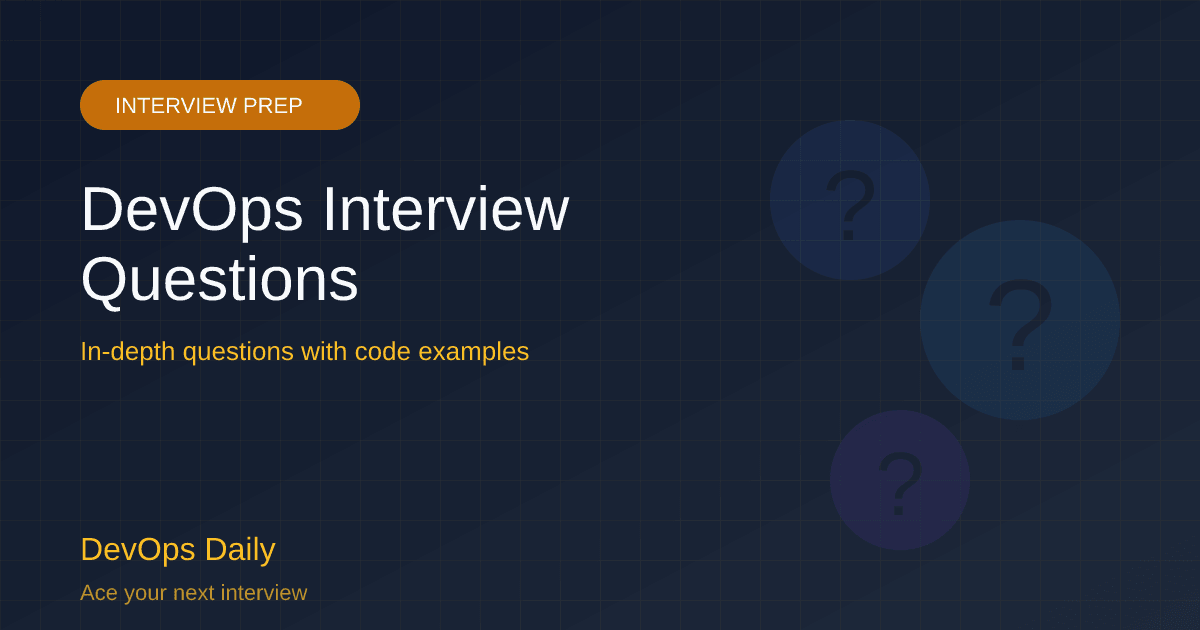 INTERVIEW PREP
DevOps Interview
Questions
In-depth questions with code examples
?
?
?
DevOps Daily
Ace your next interview